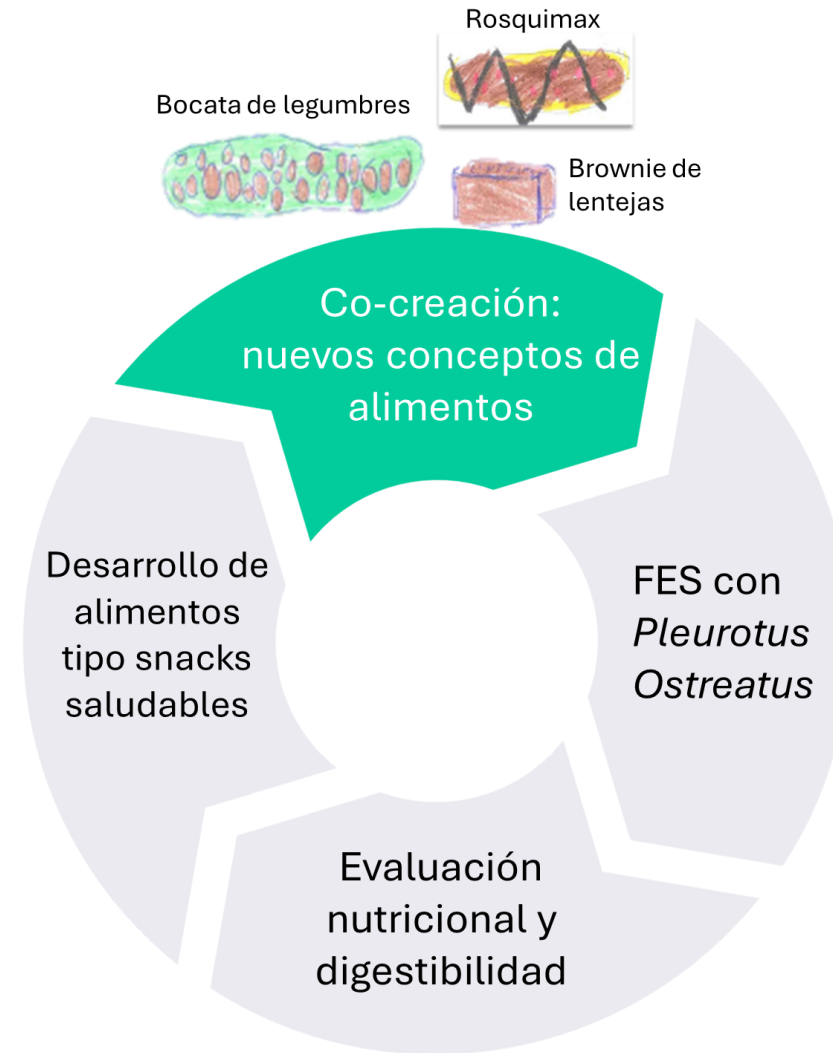 Rosquimax
Bocata de legumbres
Brownie de
lentejas
Co-creación:
nuevos conceptos de
alimentos
FES con
Pleurotus
Ostreatus
Evaluación
nutricional y
digestibilidad
Desarrollo de
alimentos
tipo snacks
saludables